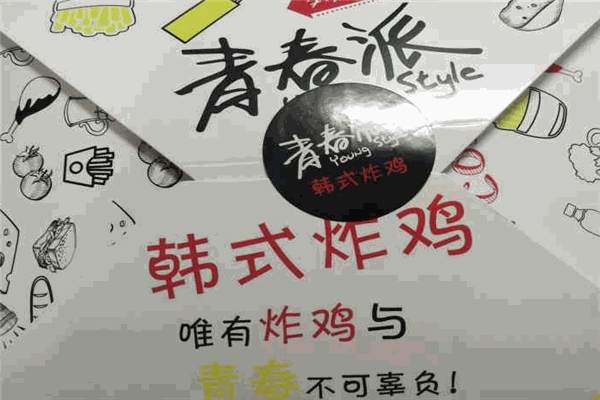 青春派
Style
青春派
Young Style
韩式炸鸡
韩式炸鸡
唯有炸鸡与
青春不可辜负！